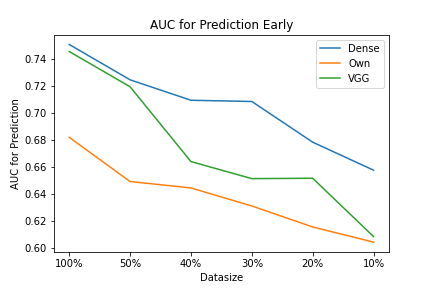 AUC for Prediction Early
Dense
Own
VGG
AUC for Prediction
0.74
0.72
0.70
0.68
0.66
0.64
0.62
0.60
100% 50% 40% 30% 20% 10%
Datasize